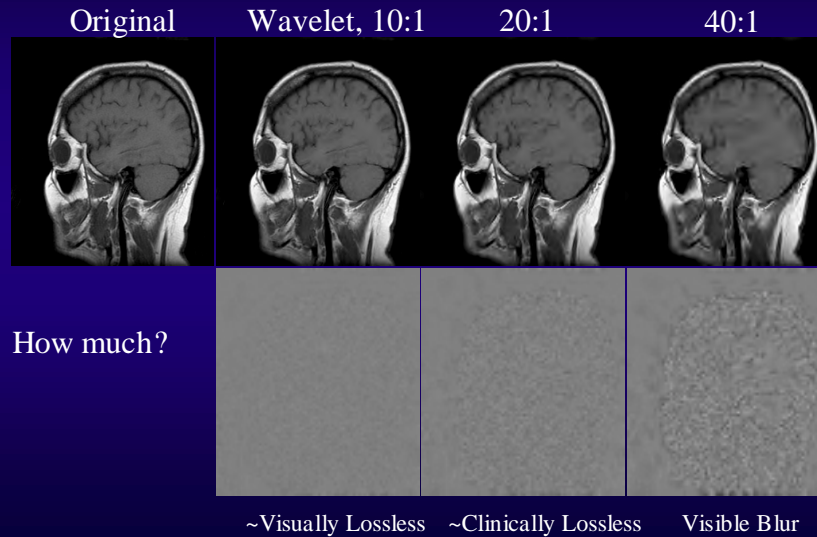 Original Wavelet, 10:1 20:1 40:1
How much?
~Visually Lossless ~Clinically Lossless Visible Blur